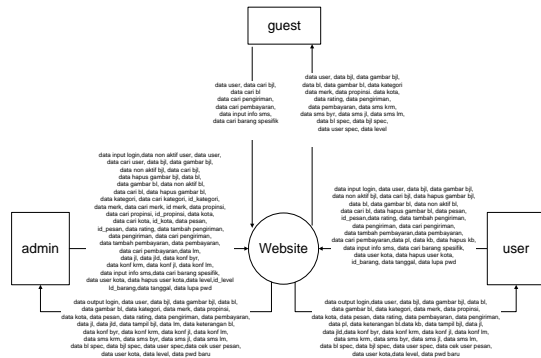 guest
data user, data cari bjl,
data cari bl
data cari pengiriman,
data cari pembayaran,
data input info sms,
data cari barang spesifik
data user, data bjl, data gambar bjl,
data bl, data gambar bl, data kategori
data merk, data propinsi. data kota,
data rating, data pengiriman,
data pembayaran, data sms krm,
data sms byr, data sms jl, data sms lm,
data bl spec, data bjl spec,
data user spec, data level
data input login,data non aktif user, data user,
data cari user, data bjl, data gambar bjl,
data non aktif bjl, data cari bjl,
data hapus gambar bjl, data bl,
data gambar bl, data non aktif bl,
data cari bl, data hapus gambar bl,
data kategori, data cari kategori, id_kategori,
data merk, data cari merk, id merk, data propinsi,
data cari propinsi, id_propinsi, data kota,
data cari kota, id_kota, data pesan,
id_pesan, data rating, data tambah pengiriman,
data pengiriman, data cari pengiriman,
data tambah pembayaran, data pembayaran,
data cari pembayaran,data lm,
data jl, data jld, data konf byr,
data konf krm, data konf jl, data konf lm,
data input info sms,data cari barang spesifik,
data user kota, data hapus user kota,data level,id_level
id_barang,data tanggal, data lupa pwd
data input login, data user, data bjl, data gambar bjl,
data non aktif bjl, data cari bjl, data hapus gambar bjl,
data bl, data gambar bl, data non aktif bl,
data cari bl, data hapus gambar bl, data pesan,
id_pesan,data rating, data tambah pengiriman,
data pengiriman, data cari pengiriman,
data tambah pembayaran, data pembayaran,
data cari pembayaran,data pl, data kb, data hapus kb,
data input info sms, data cari barang spesifik,
data user kota, data hapus user kota,
id_barang, data tanggal, data lupa pwd
admin
Website
user
data output login, data user, data bjl, data gambar bjl, data bl,
data gambar bl, data kategori, data merk, data propinsi,
data kota, data pesan, data rating, data pembayaran, data pengiriman,
data jl, data jld, data tampil bjl, data lm, data keterangan bl,
data konf byr, data konf krm, data konf jl, data konf lm,
data sms krm, data sms byr, data sms jl, data sms lm,
data bl spec, data bjl spec, data user spec,data cek user pesan,
data user kota, data level, data pwd baru
data output login,data user, data bjl, data gambar bjl, data bl,
data gambar bl, data kategori, data merk, data propinsi,
data kota, data pesan, data rating, data pembayaran, data pengiriman,
data pl, data keterangan bl,data kb, data tampil bjl, data jl,
data jld,data konf byr, data konf krm, data konf jl, data konf lm,
data sms krm, data sms byr, data sms jl, data sms lm,
data bl spec, data bjl spec, data user spec, data cek user pesan,
data user kota,data level, data pwd baru